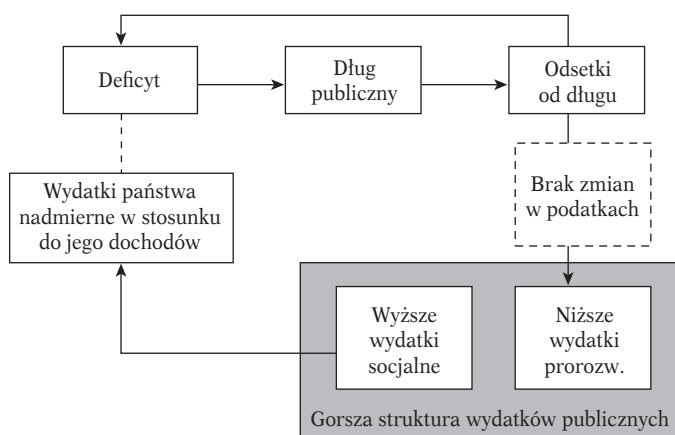 Deficyt
Dług
publiczny
Odsetki
od długu
Wydatki państwa
nadmierne w stosunku
do jego dochodów
Brak zmian
w podatkach
Wyższe
wydatki
socjalne
Niższe
wydatki
prorozw.
Gorsza struktura wydatków publicznych